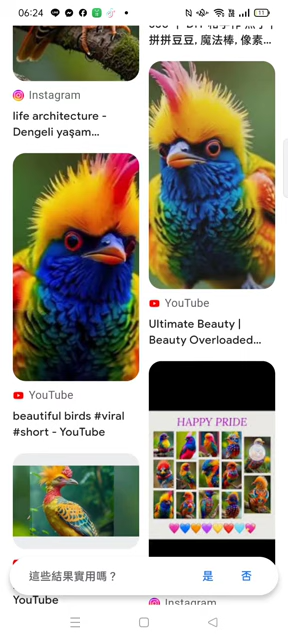 06:24
11
拼拼豆豆, 魔法棒, 像素...
Instagram
life architecture -
Dengeli yaşam...
YouTube
Ultimate Beauty |
Beauty Overloaded...
YouTube
beautiful birds #viral
#short - YouTube
HAPPY PRIDE
這些結果實用嗎？
是
否
YouTube
Instagram